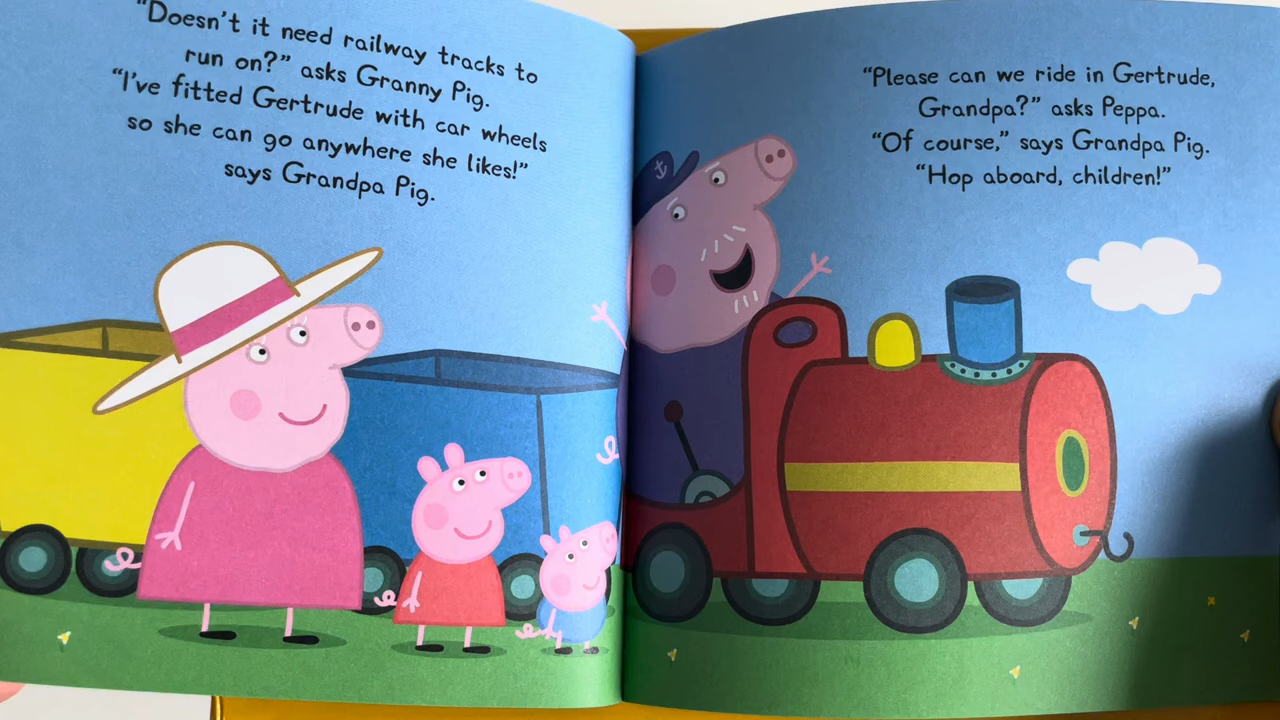 "Doesn't it need railway tracks to
run on?" asks Granny Pig.
"I've fitted Gertrude with car wheels
so she can go anywhere she likes!"
says Grandpa Pig.
"Please can we ride in Gertrude,
Grandpa?" asks Peppa.
"Of course," says Grandpa Pig.
"Hop aboard, children!"